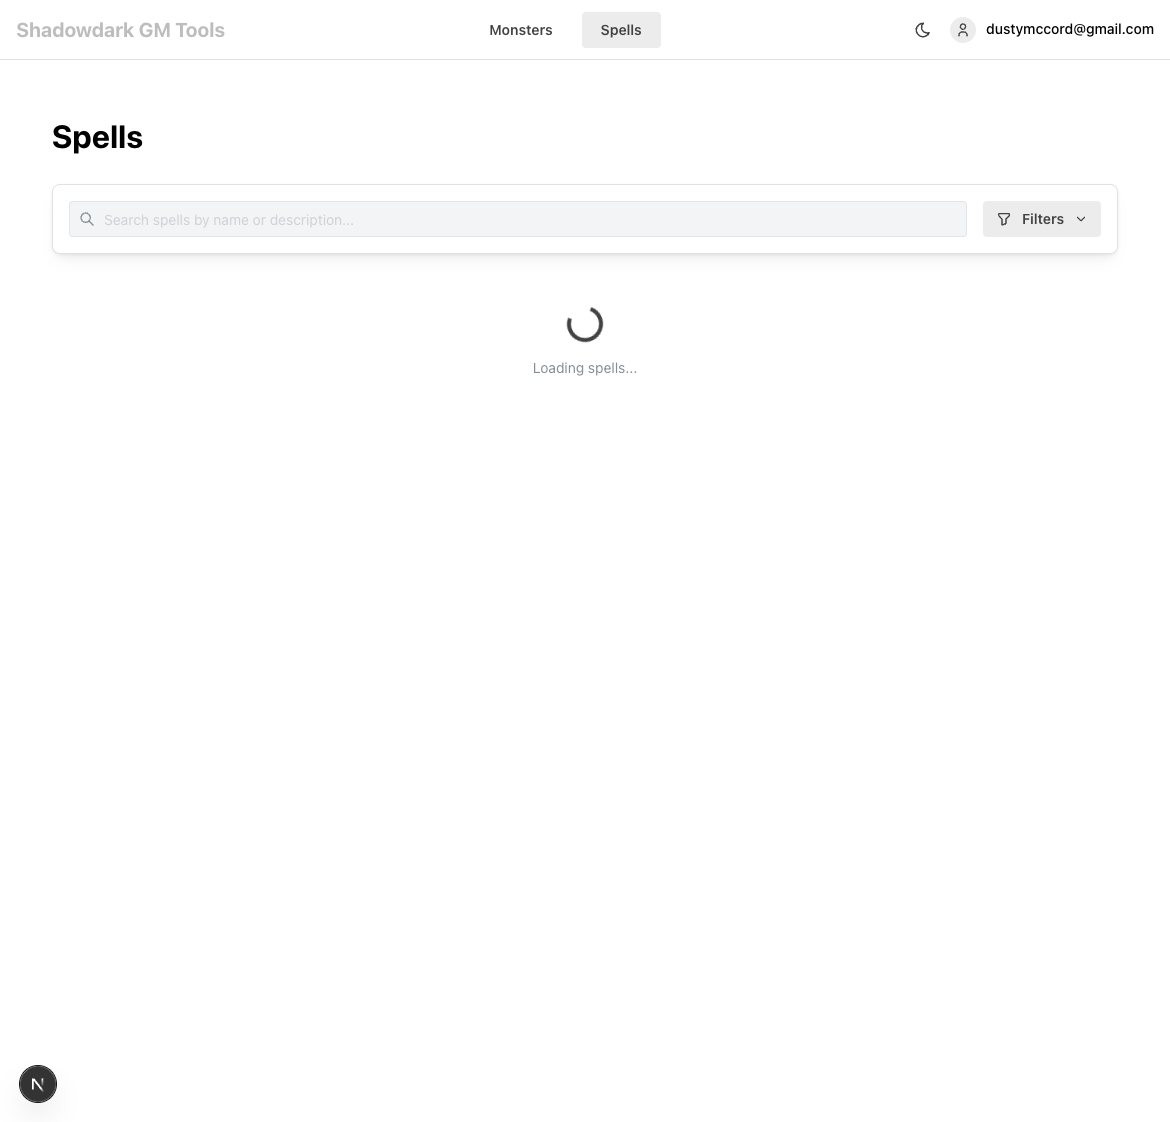 Shadowdark GM Tools
Monsters
Spells
dustymccord@gmail.com
Spells
Search spells by name or description...
Filters
Loading spells...
N